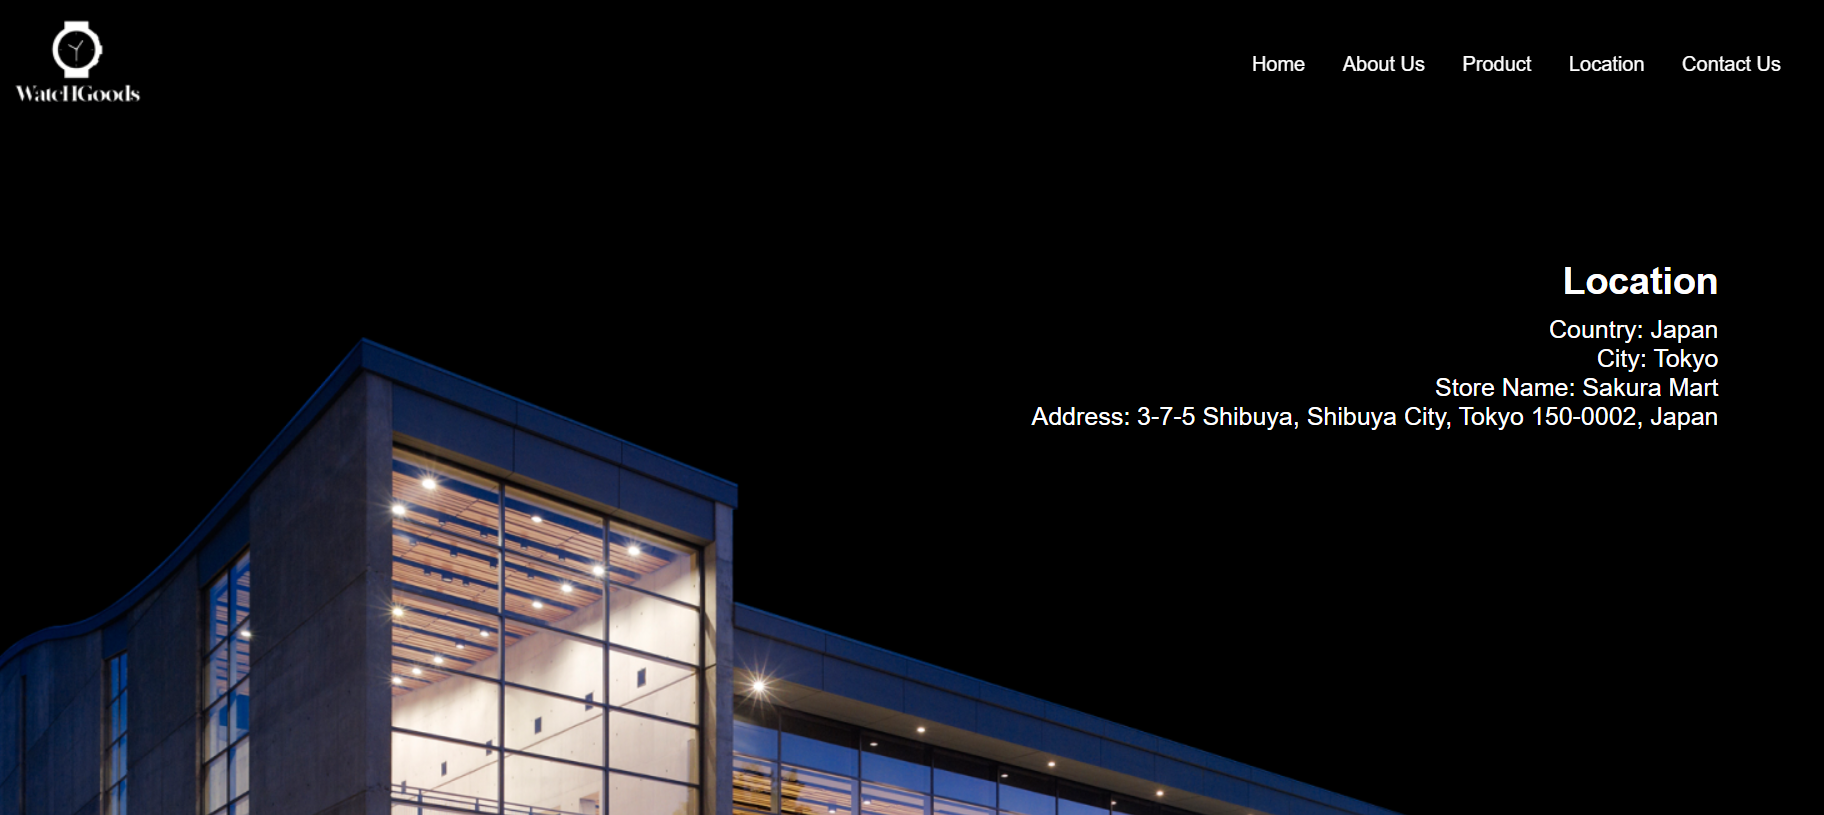 WatcHGoods
Home
About Us
Product
Location
Contact Us
Location
Country: Japan
City: Tokyo
Store Name: Sakura Mart
Address: 3-7-5 Shibuya, Shibuya City, Tokyo 150-0002, Japan